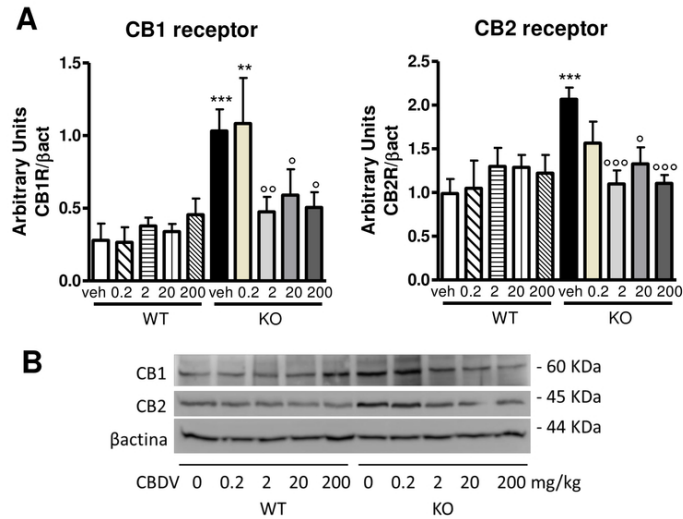 A
CB1 receptor
CB2 receptor
Arbitrary Units
CB1R/βact
1.5
1.0
0.5
0.0
***
**
°°
°
°
veh 0.2 2 20 200 veh 0.2 2 20 200
WT KO
Arbitrary Units
CB2R/βact
2.5
2.0
1.5
1.0
0.5
0.0
***
°°°
°
°°°
veh 0.2 2 20 200 veh 0.2 2 20 200
WT KO
B
CB1
- 60 KDa
CB2
- 45 KDa
- 44 KDa
βactina
CBDV 0 0.2 2 20 200 0 0.2 2 20 200 mg/kg
WT KO